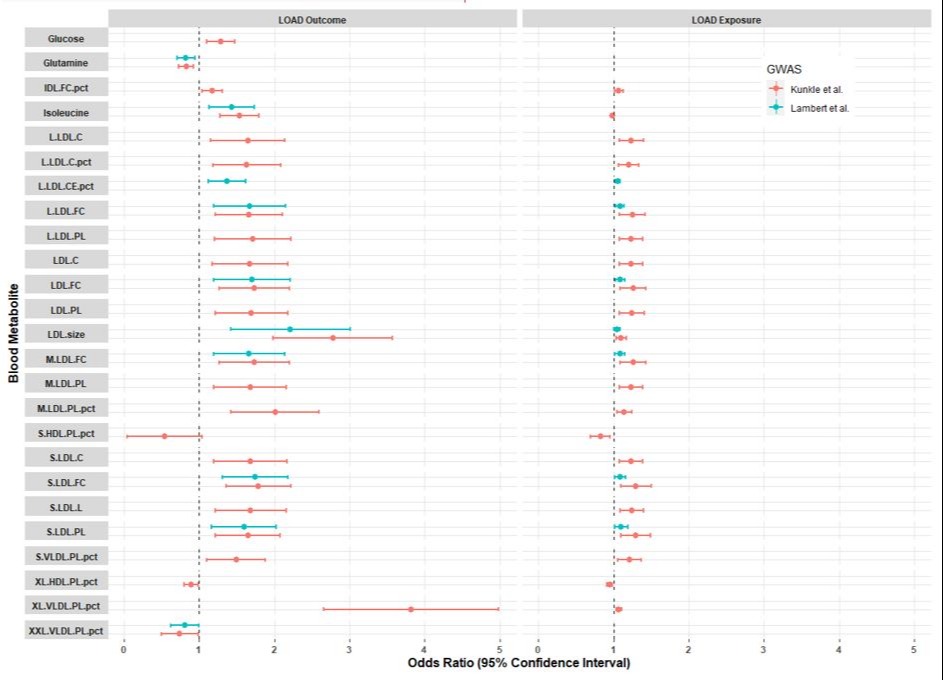 LOAD Outcome
LOAD Exposure
Blood Metabolite
Glucose
Glutamine
IDL.FC.pct
Isoleucine
L.LDL.C
L.LDL.C.pct
L.LDL.CE.pct
L.LDL.FC
L.LDL.PL
LDL.C
LDL.FC
LDL.PL
LDL.size
M.LDL.FC
M.LDL.PL
M.LDL.PL.pct
S.HDL.PL.pct
S.LDL.C
S.LDL.FC
S.LDL.L
S.LDL.PL
S.VLDL.PL.pct
XL.HDL.PL.pct
XL.VLDL.PL.pct
XXL.VLDL.PL.pct
GWAS
Kunkle et al.
Lambert et al.
0 1 2 3 4 5
0 1 2 3 4 5
Odds Ratio (95% Confidence Interval)